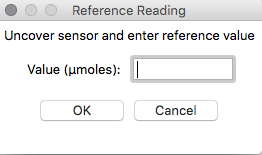 Reference Reading
Uncover sensor and enter reference value
Value (µmoles):
OK Cancel